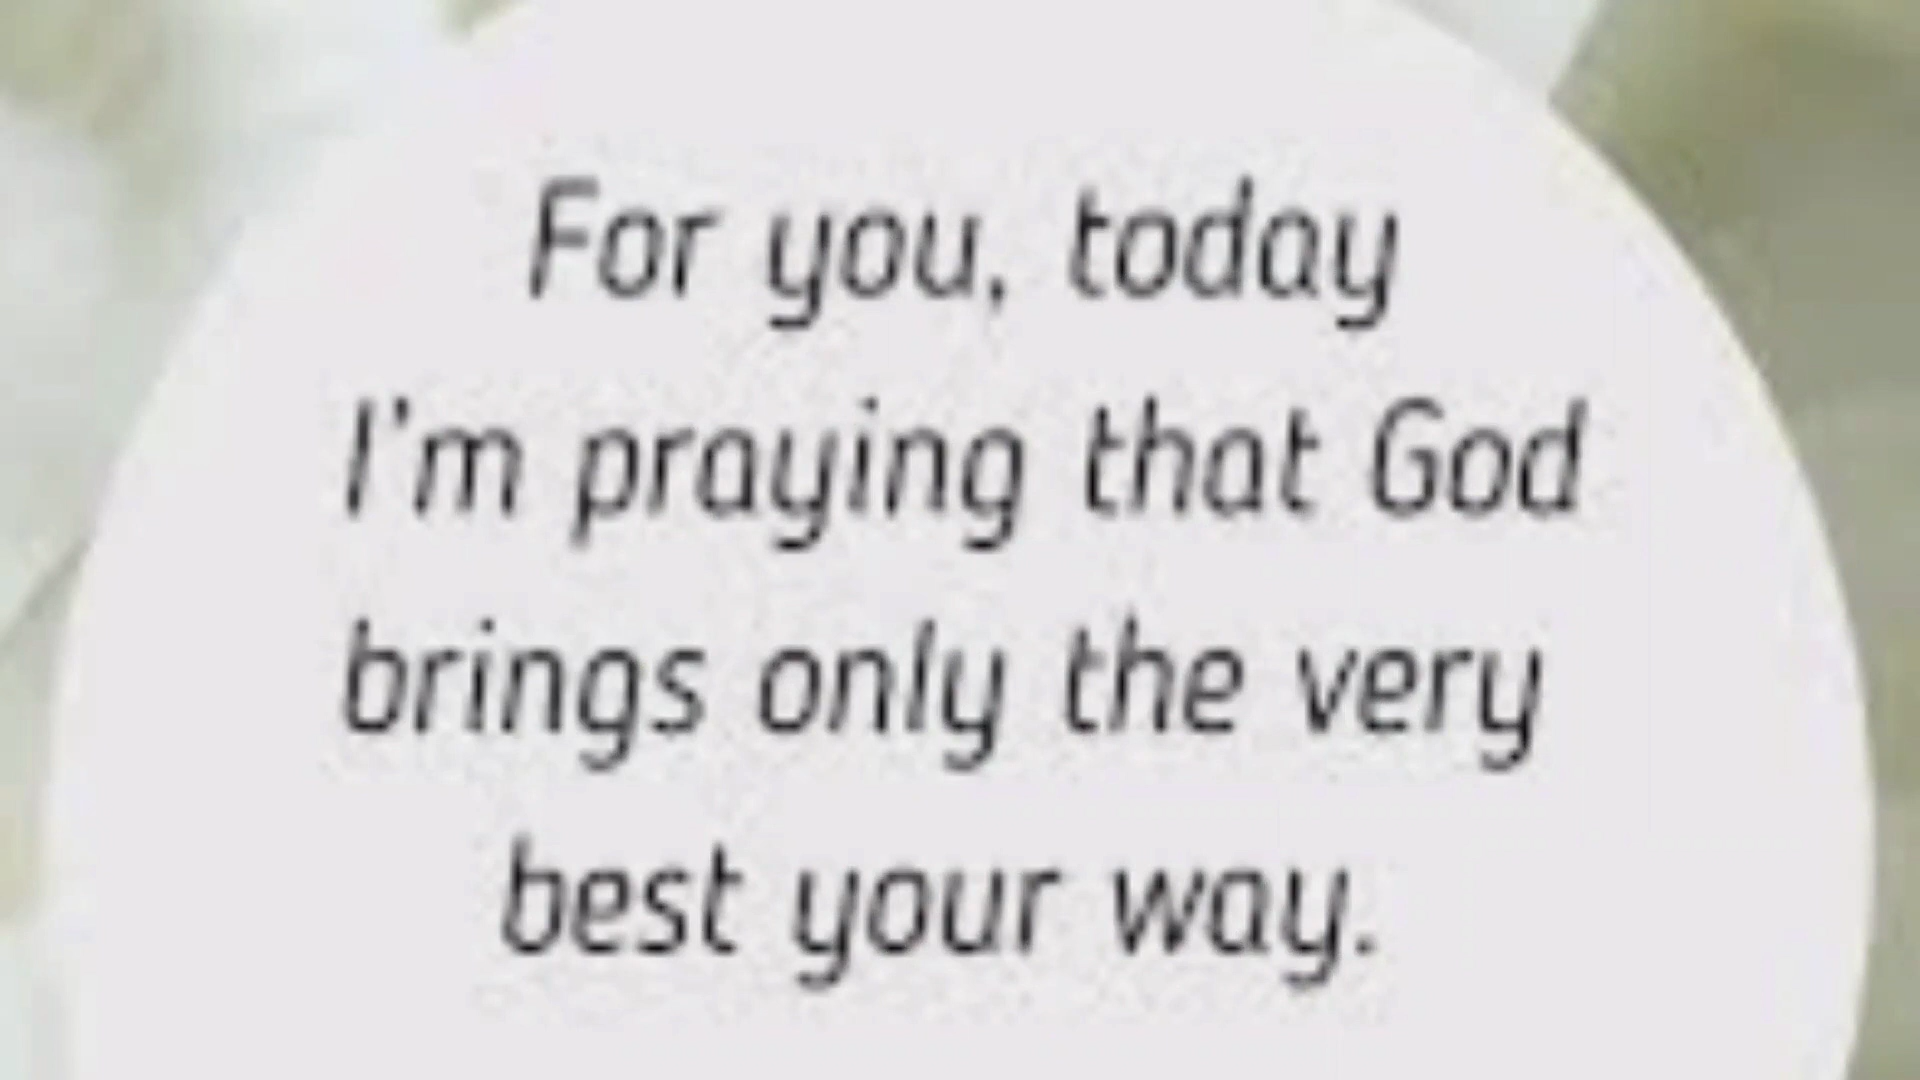 For you, today
I'm praying that God
brings only the very
best your way.